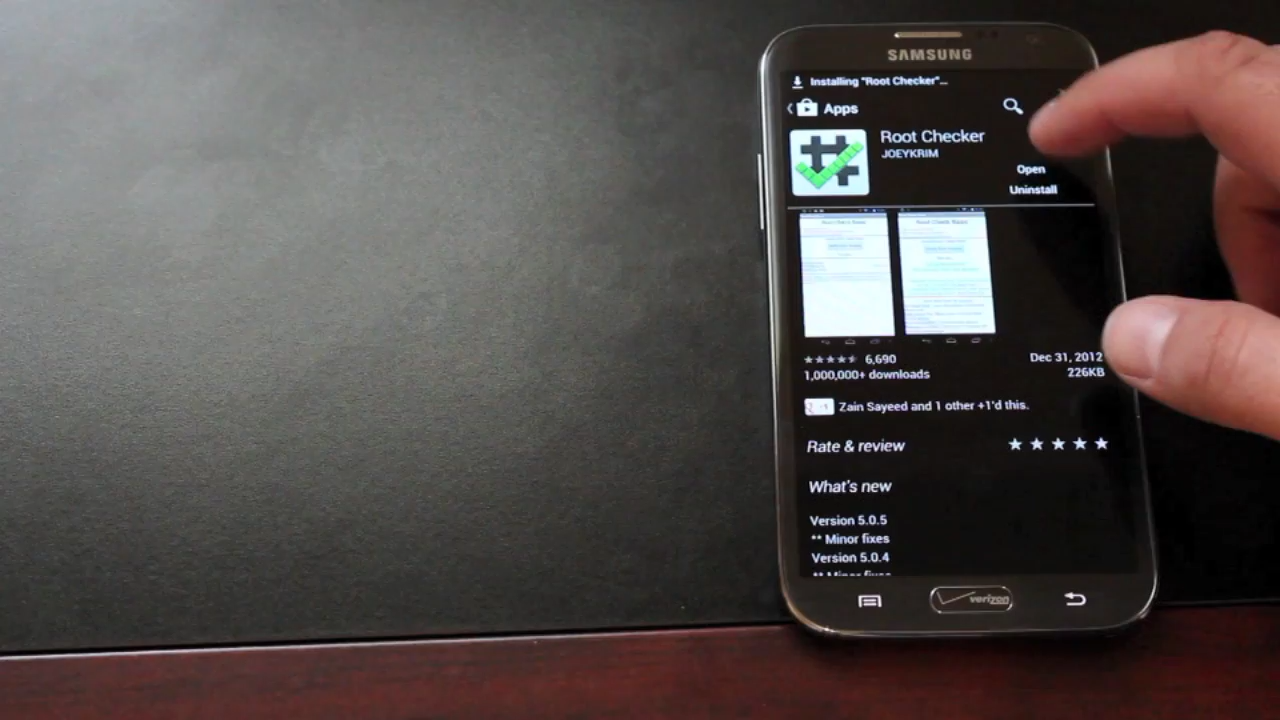 SAMSUNG
Installing "Root Checker"...
Apps
Root Checker
JOEYKRIM
Open
Uninstall
6,690
1,000,000+ downloads
Dec 31, 2012
226KB
Zain Sayeed and 1 other +1'd this.
Rate & review
What's new
Version 5.0.5
** Minor fixes
Version 5.0.4
** Minor fixes
verizon